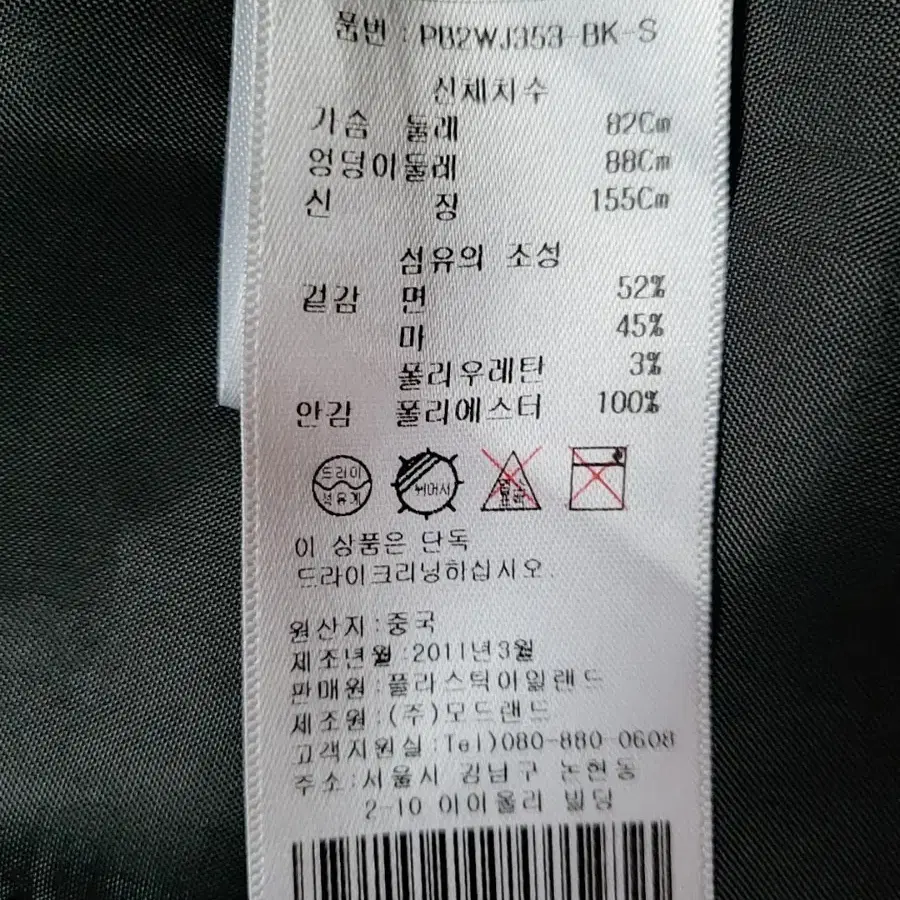 품번 : PB2WJ353-BK-S
신체치수
가슴 둘레 82Cm
엉덩이둘레 88Cm
신 장 155Cm
섬유의 조성
겉감 면 52%
마 45%
폴리우레탄 3%
안감 폴리에스터 100%
드라이
석유계
뉘어서
이 상품은 단독
드라이크리닝하십시오.
원산지:중국
제조년월:2011년3월
판매원:플라스틱아일랜드
제조원:(주)모드랜드
고객지원실:Tel)080-880-0608
주소:서울시 강남구 논현동
2-10 아이올리 빌딩